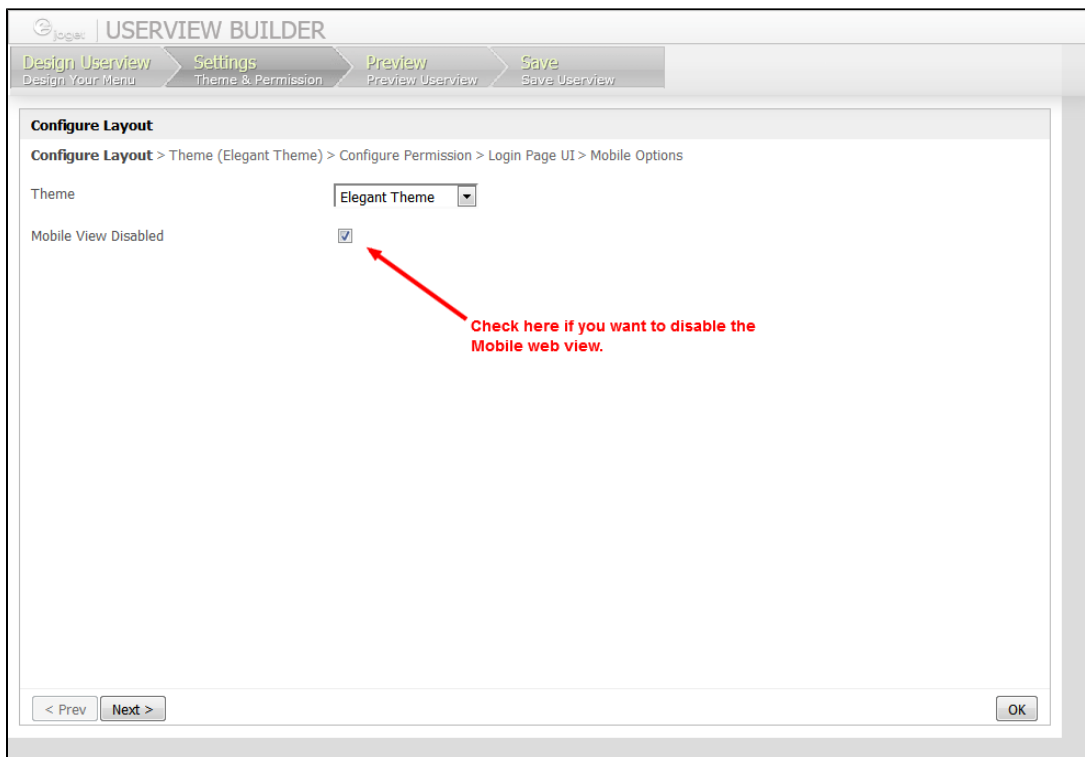 joget | USERVIEW BUILDER
Design Userview Settings Preview Save
Design Your Menu Theme & Permission Preview Userview Save Userview
Configure Layout
Configure Layout > Theme (Elegant Theme) > Configure Permission > Login Page UI > Mobile Options
Theme Elegant Theme
Mobile View Disabled
Check here if you want to disable the
Mobile web view.
< Prev Next > OK